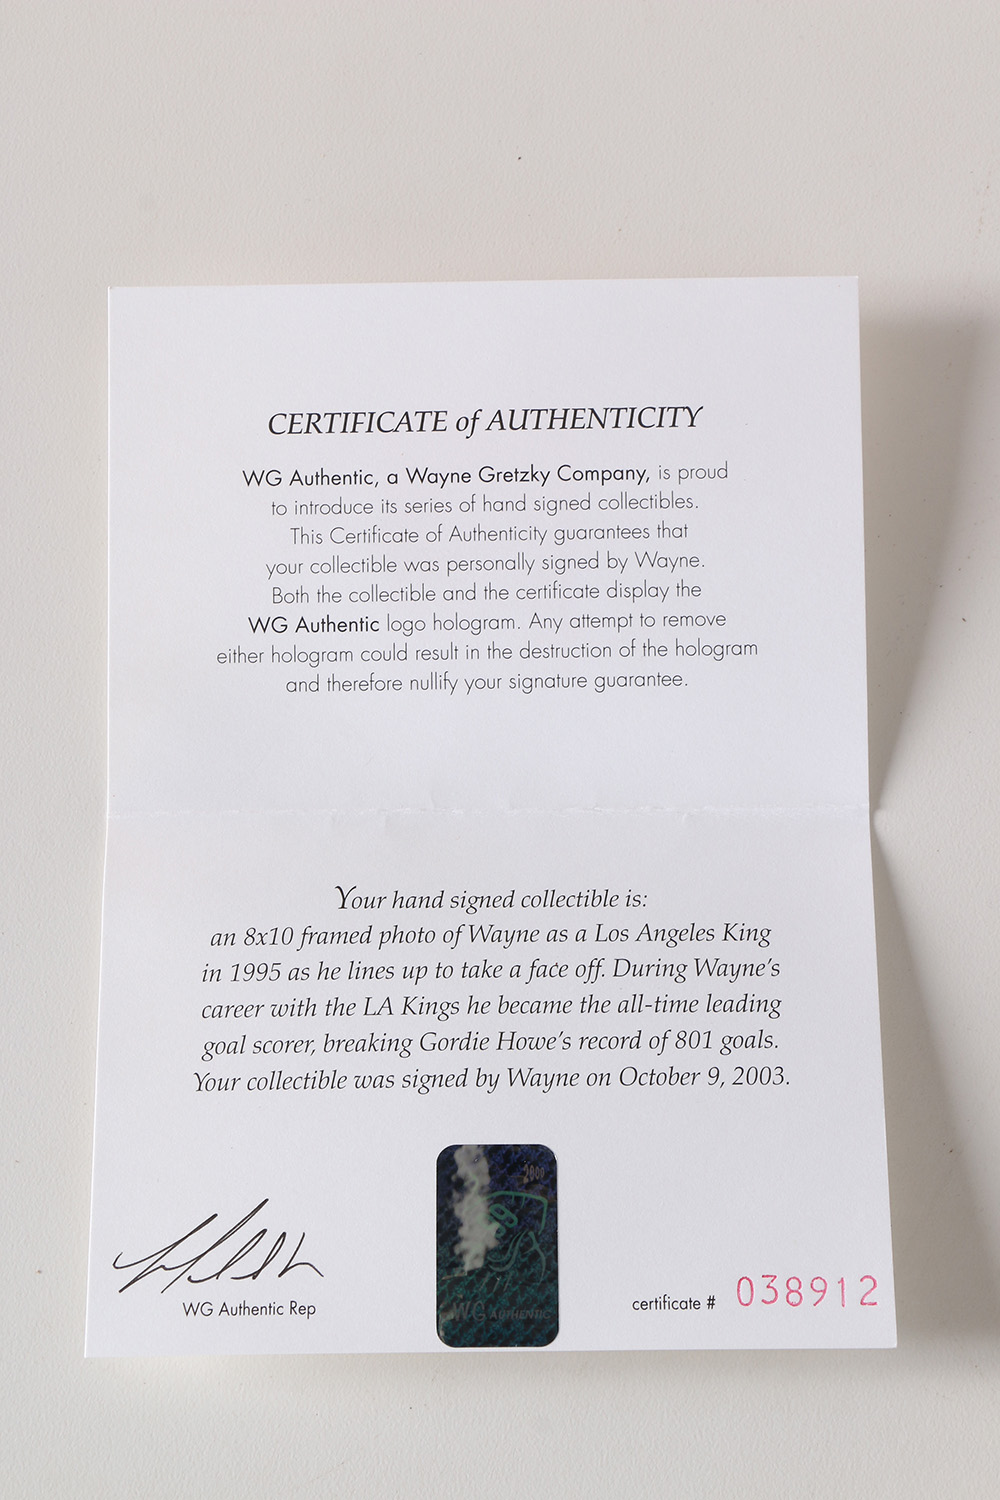 CERTIFICATE of AUTHENTICITY
WG Authentic, a Wayne Gretzky Company, is proud
to introduce its series of hand signed collectibles.
This Certificate of Authenticity guarantees that
your collectible was personally signed by Wayne.
Both the collectible and the certificate display the
WG Authentic logo hologram. Any attempt to remove
either hologram could result in the destruction of the hologram
and therefore nullify your signature guarantee.
Your hand signed collectible is:
an 8x10 framed photo of Wayne as a Los Angeles King
in 1995 as he lines up to take a face off. During Wayne's
career with the LA Kings he became the all-time leading
goal scorer, breaking Gordie Howe's record of 801 goals.
Your collectible was signed by Wayne on October 9, 2003.
2000
WG AUTHENTIC
WG Authentic Rep
certificate # 038912